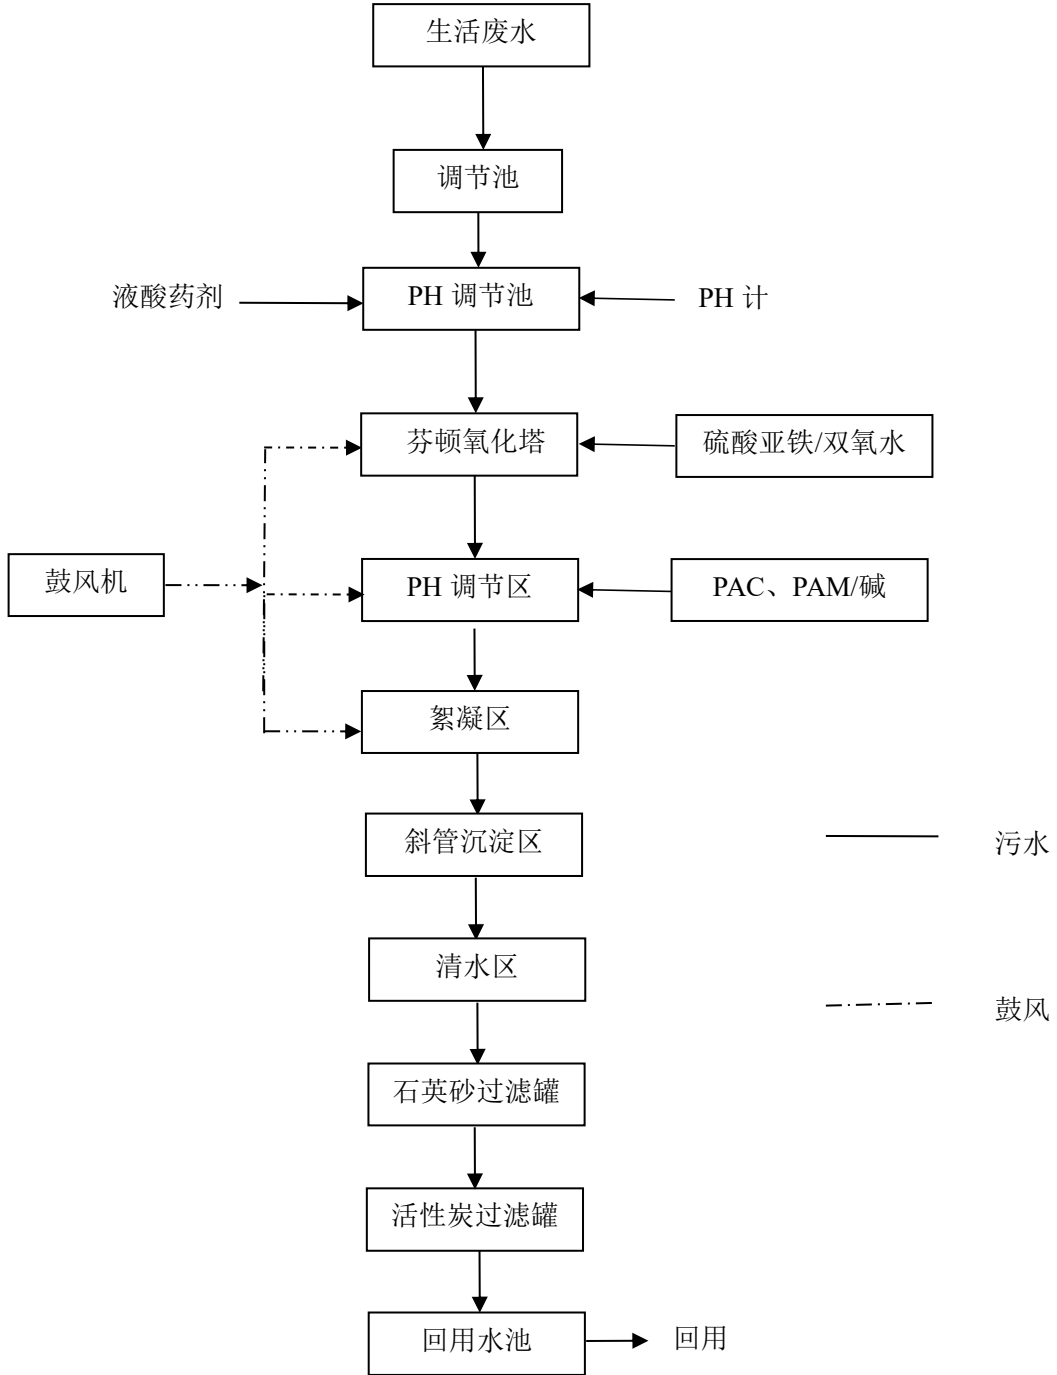 生活废水
调节池
液酸药剂
PH 调节池
PH 计
芬顿氧化塔
硫酸亚铁/双氧水
鼓风机
PH 调节区
PAC、PAM/碱
絮凝区
斜管沉淀区
污水
清水区
鼓风
石英砂过滤罐
活性炭过滤罐
回用水池
回用